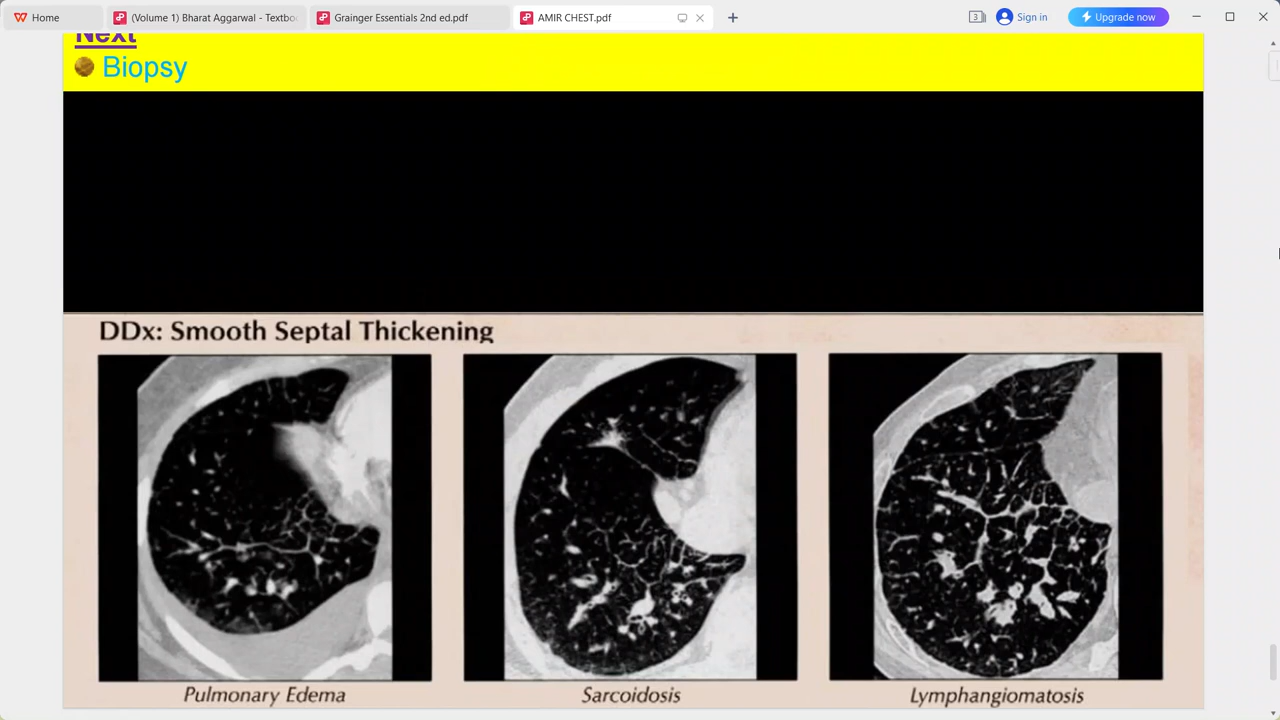 Home
(Volume 1) Bharat Aggarwal - Textbo
Grainger Essentials 2nd ed.pdf
AMIR CHEST.pdf
3
Sign in
Upgrade now
Next
Biopsy
DDx: Smooth Septal Thickening
Pulmonary Edema
Sarcoidosis
Lymphangiomatosis